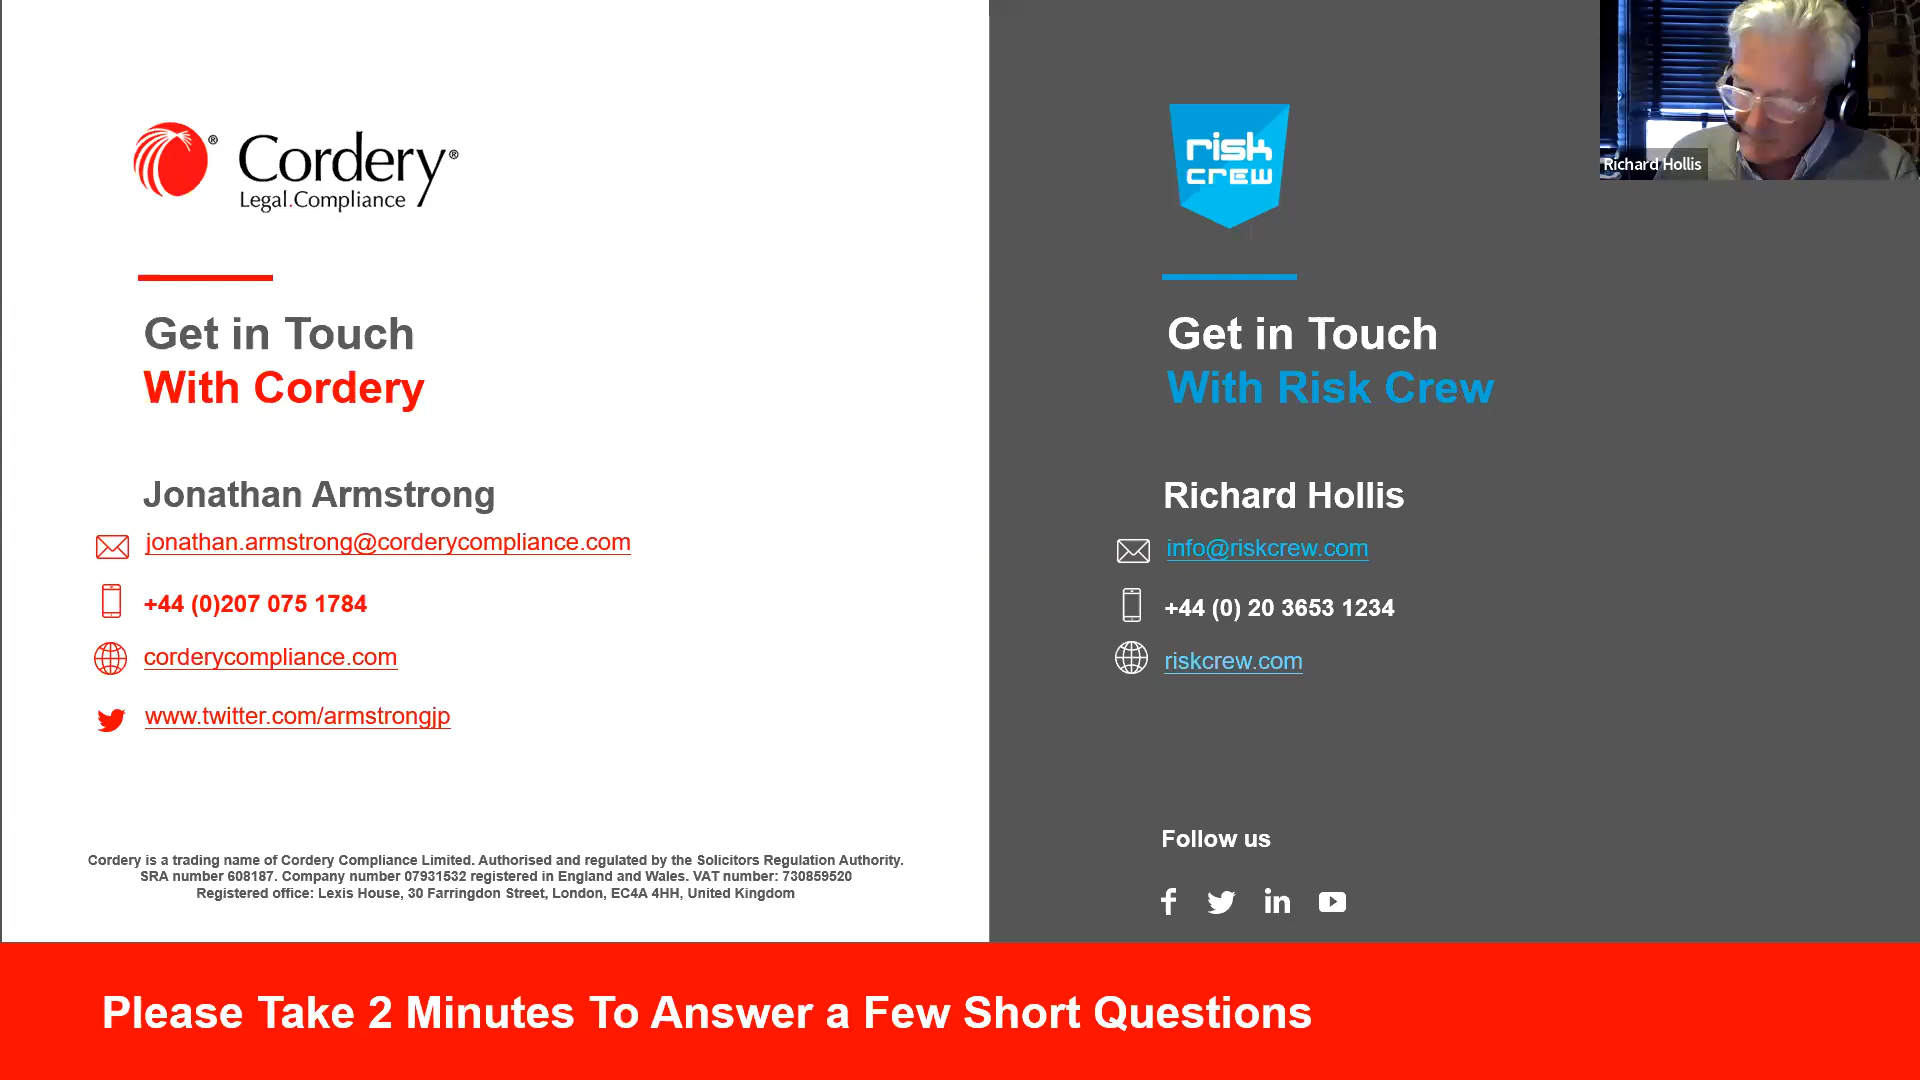 ® Cordery®
Legal.Compliance
Get in Touch
With Cordery
Jonathan Armstrong
jonathan.armstrong@corderycompliance.com
+44 (0)207 075 1784
corderycompliance.com
www.twitter.com/armstrongjp
Cordery is a trading name of Cordery Compliance Limited. Authorised and regulated by the Solicitors Regulation Authority.
SRA number 608187. Company number 07931532 registered in England and Wales. VAT number: 730859520
Registered office: Lexis House, 30 Farringdon Street, London, EC4A 4HH, United Kingdom
risk
crew
Get in Touch
With Risk Crew
Richard Hollis
info@riskcrew.com
+44 (0) 20 3653 1234
riskcrew.com
Follow us
Richard Hollis
Please Take 2 Minutes To Answer a Few Short Questions